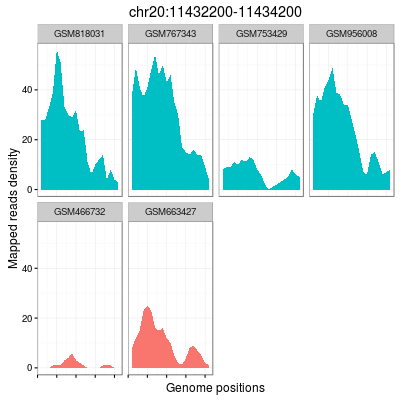 chr20:11432200-11434200
GSM818031 GSM767343 GSM753429 GSM956008
40
20
0
GSM466732 GSM663427
40
20
0
Mapped reads density
Genome positions